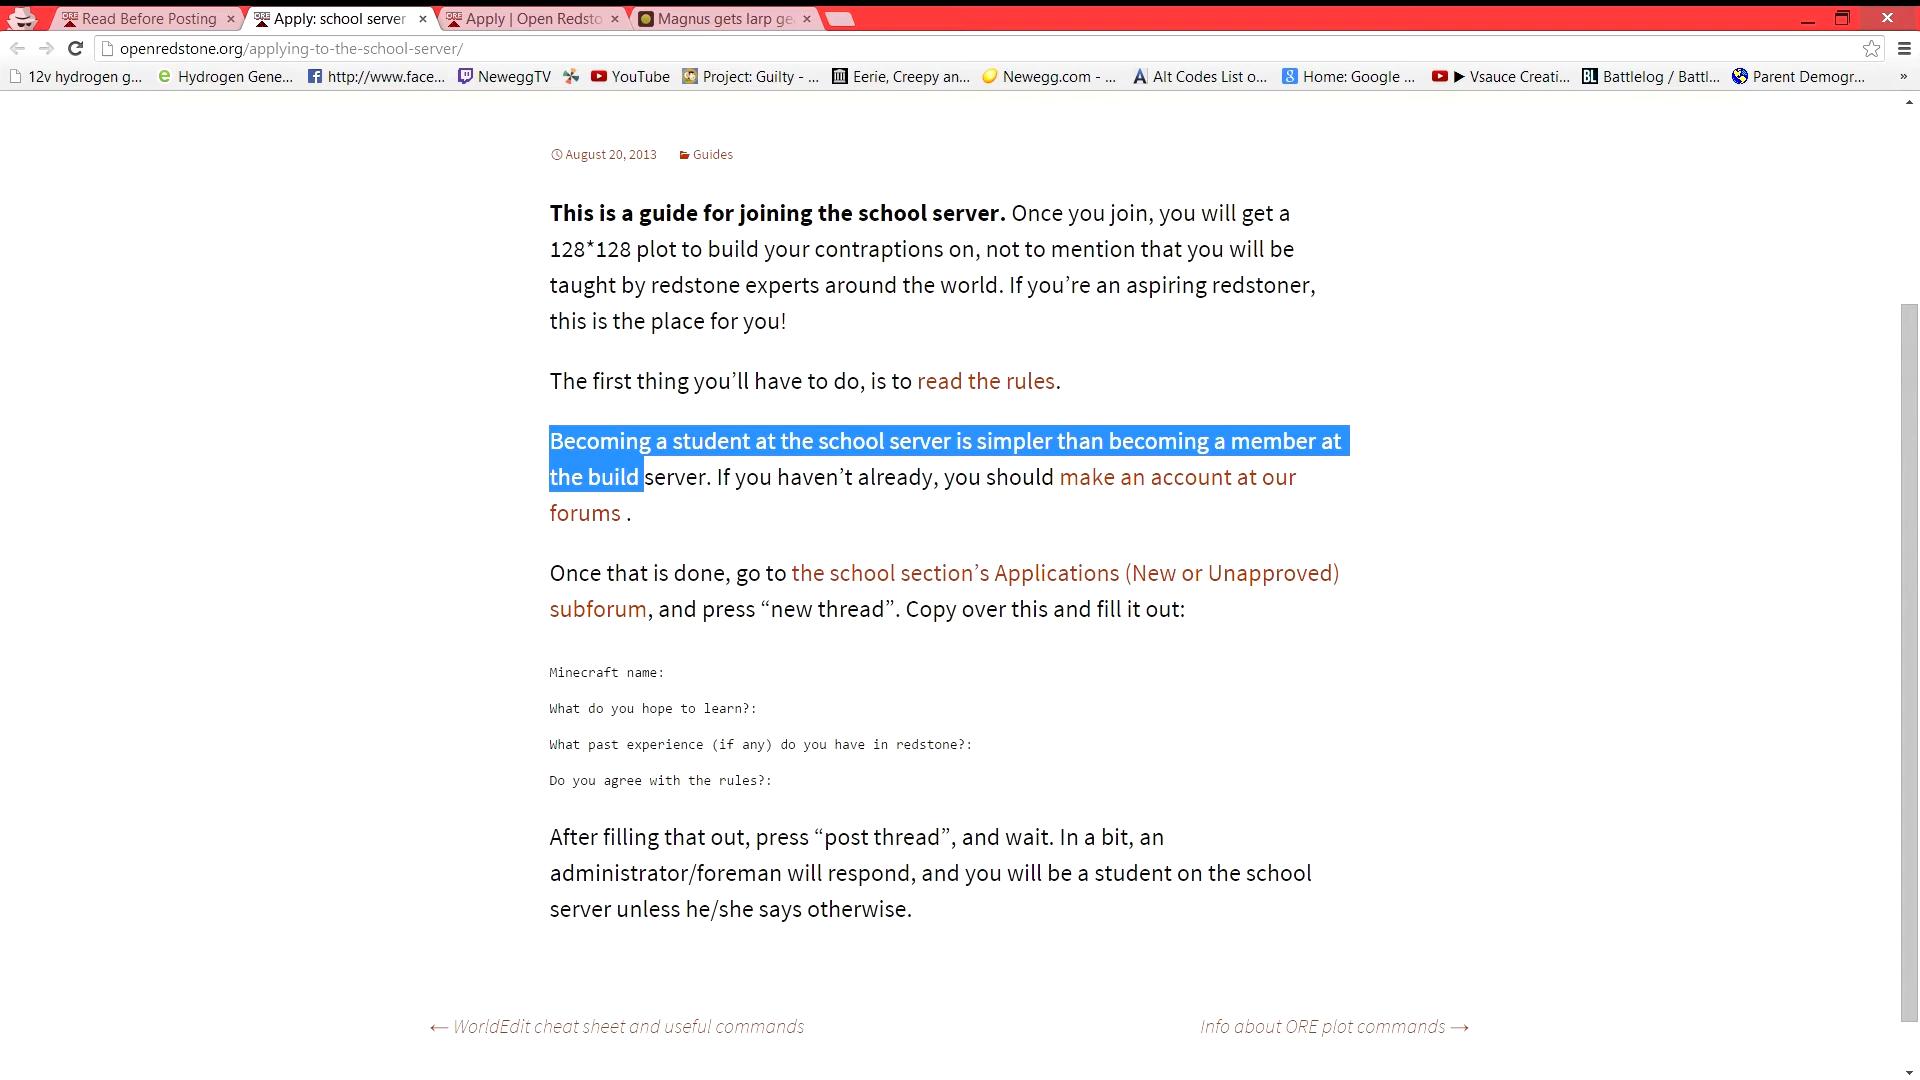 Read Before Posting
Apply: school server
Apply | Open Redsto
Magnus gets larp ge
openredstone.org/applying-to-the-school-server/
12v hydrogen g... Hydrogen Gene... http://www.face... NeweggTV YouTube Project: Guilty - ... Eerie, Creepy an... Newegg.com - ... Alt Codes List o... Home: Google ... ▶ Vsauce Creati... Battlelog / Battl... Parent Demogr... »
August 20, 2013 Guides
This is a guide for joining the school server. Once you join, you will get a
128*128 plot to build your contraptions on, not to mention that you will be
taught by redstone experts around the world. If you’re an aspiring redstoner,
this is the place for you!
The first thing you’ll have to do, is to read the rules.
Becoming a student at the school server is simpler than becoming a member at
the build server. If you haven’t already, you should make an account at our
forums .
Once that is done, go to the school section’s Applications (New or Unapproved)
subforum, and press “new thread”. Copy over this and fill it out:
Minecraft name:
What do you hope to learn?:
What past experience (if any) do you have in redstone?:
Do you agree with the rules?:
After filling that out, press “post thread”, and wait. In a bit, an
administrator/foreman will respond, and you will be a student on the school
server unless he/she says otherwise.
← WorldEdit cheat sheet and useful commands
Info about ORE plot commands →